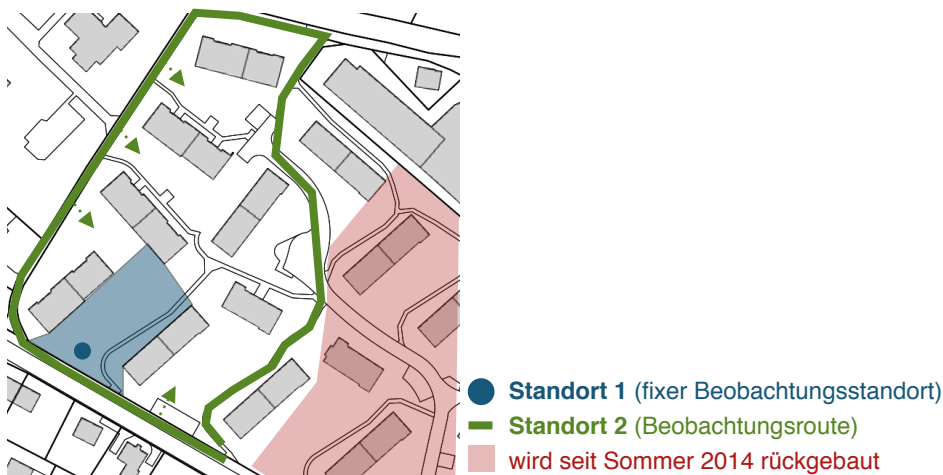 Standort 1 (fixer Beobachtungsstandort)
Standort 2 (Beobachtungsroute)
wird seit Sommer 2014 rückgebaut